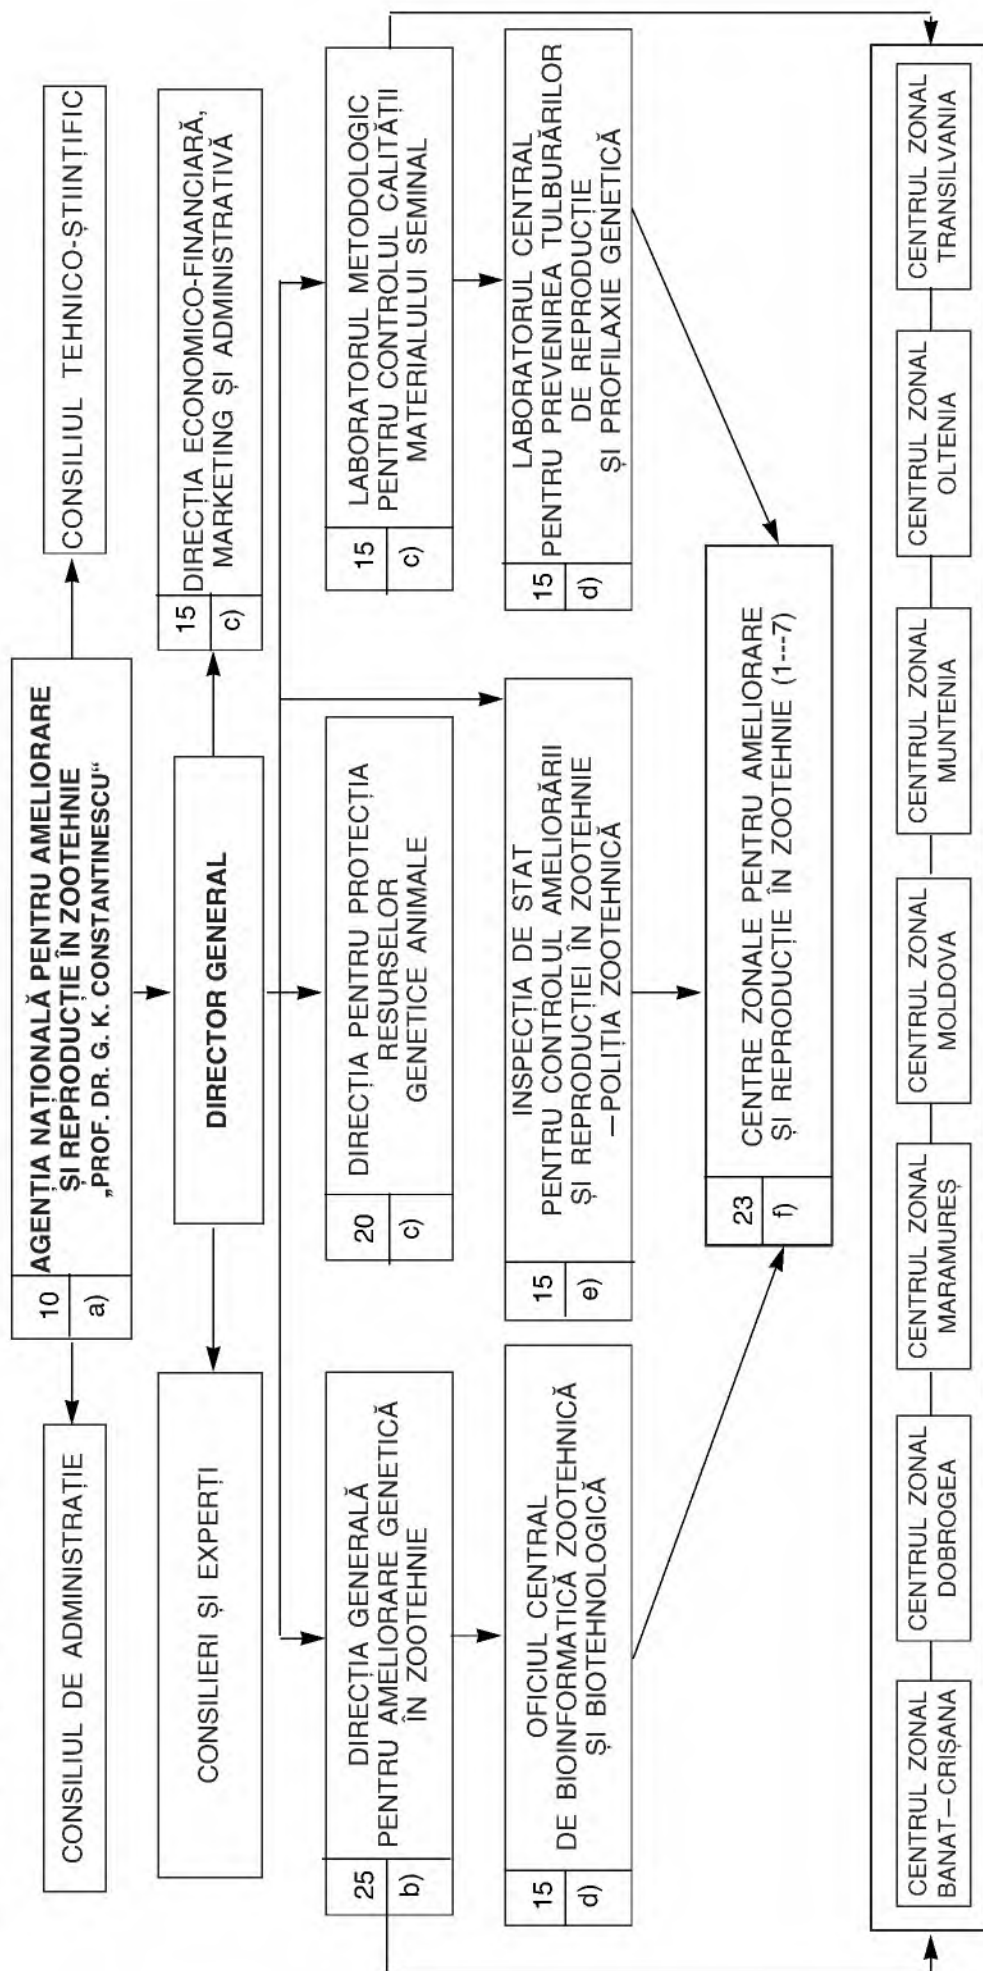 10
a)
AGENȚIA NAȚIONALĂ PENTRU AMELIORARE
ȘI REPRODUCȚIE ÎN ZOOTEHNIE
„PROF. DR. G. K. CONSTANTINESCU“
CONSILIUL DE ADMINISTRAȚIE
CONSILIUL TEHNICO-ȘTIINȚIFIC
CONSILIERI ȘI EXPERȚI
DIRECTOR GENERAL
15
c)
DIRECȚIA ECONOMICO-FINANCIARĂ,
MARKETING ȘI ADMINISTRATIVĂ
25
b)
DIRECȚIA GENERALĂ
PENTRU AMELIORARE GENETICĂ
ÎN ZOOTEHNIE
20
c)
DIRECȚIA PENTRU PROTECȚIA
RESURSELOR
GENETICE ANIMALE
15
c)
LABORATORUL METODOLOGIC
PENTRU CONTROLUL CALITĂȚII
MATERIALULUI SEMINAL
15
d)
OFICIUL CENTRAL
DE BIOINFORMATICĂ ZOOTEHNICĂ
ȘI BIOTEHNOLOGICĂ
15
e)
INSPECȚIA DE STAT
PENTRU CONTROLUL AMELIORĂRII
ȘI REPRODUCȚIEI ÎN ZOOTEHNIE
—POLIȚIA ZOOTEHNICĂ
15
d)
LABORATORUL CENTRAL
PENTRU PREVENIREA TULBURĂRILOR
DE REPRODUCȚIE
ȘI PROFILAXIE GENETICĂ
23
f)
CENTRE ZONALE PENTRU AMELIORARE
ȘI REPRODUCȚIE ÎN ZOOTEHNIE (1---7)
CENTRUL ZONAL
BANAT—CRIȘANA
CENTRUL ZONAL
DOBROGEA
CENTRUL ZONAL
MARAMUREȘ
CENTRUL ZONAL
MOLDOVA
CENTRUL ZONAL
MUNTENIA
CENTRUL ZONAL
OLTENIA
CENTRUL ZONAL
TRANSILVANIA